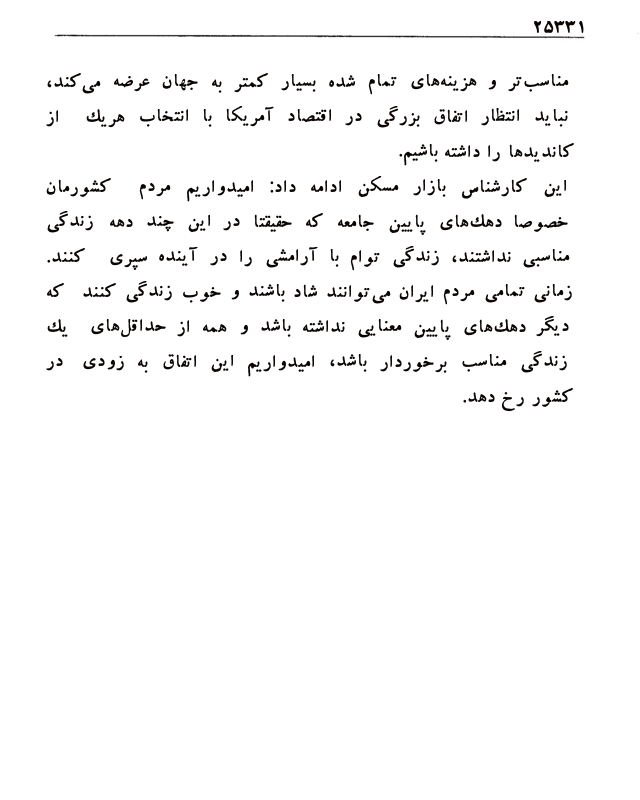 ۲۵۳۳۱
مناسب‌تر و هزینه‌های تمام شده بسیار کمتر به جهان عرضه می‌کند،
نباید انتظار اتفاق بزرگی در اقتصاد آمریکا با انتخاب هریك از
کاندیدها را داشته باشیم.
این کارشناس بازار مسکن ادامه داد: امیدواریم مردم کشورمان
خصوصا دهك‌های پایین جامعه که حقیقتا در این چند دهه زندگی
مناسبی نداشتند، زندگی توام با آرامشی را در آینده سپری کنند.
زمانی تمامی مردم ایران می‌توانند شاد باشند و خوب زندگی کنند که
دیگر دهك‌های پایین معنایی نداشته باشد و همه از حداقل‌های یك
زندگی مناسب برخوردار باشد، امیدواریم این اتفاق به زودی در
کشور رخ دهد.